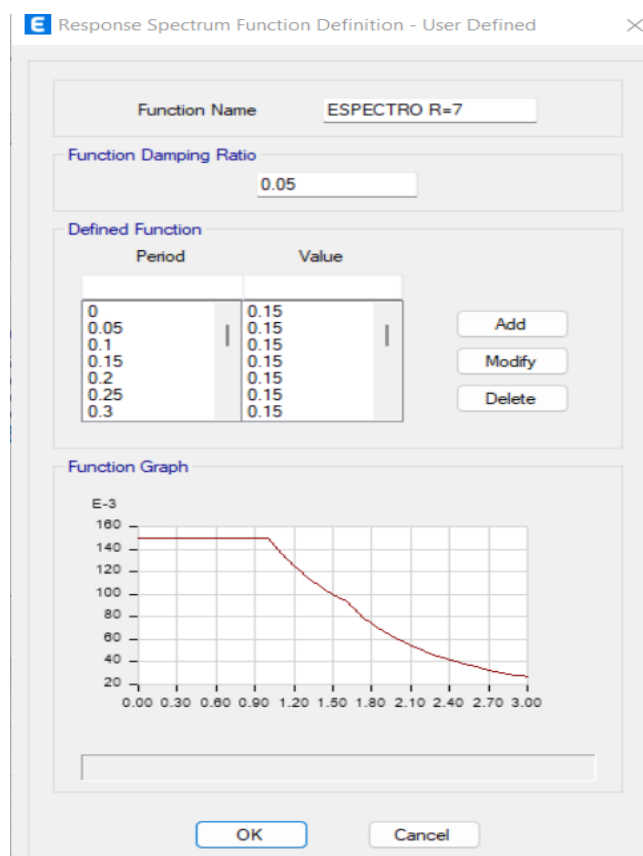 E Response Spectrum Function Definition - User Defined
Function Name ESPECTRO R=7
Function Damping Ratio
0.05
Defined Function
Period Value
0 0.15
0.05 0.15
0.1 0.15
0.15 0.15
0.2 0.15
0.25 0.15
0.3 0.15
Add
Modify
Delete
Function Graph
E-3
160
140
120
100
80
60
40
20
0.00 0.30 0.60 0.90 1.20 1.50 1.80 2.10 2.40 2.70 3.00
OK Cancel